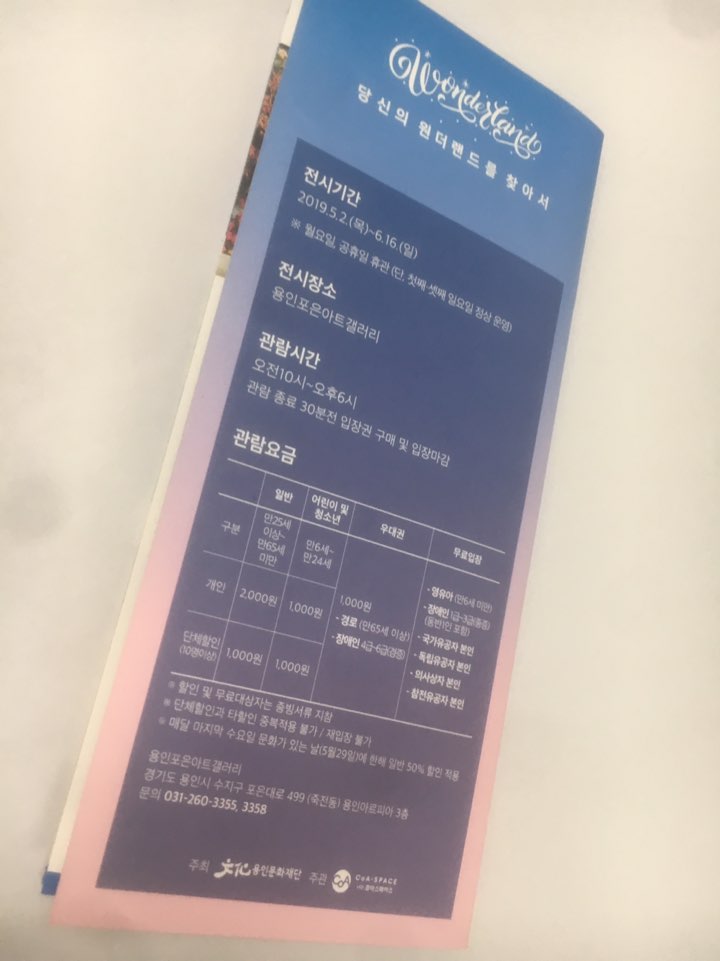 Wonderland
당신의 원더랜드를 찾아서
전시기간
2019.5.2.(목)~6.16.(일)
※ 월요일, 공휴일 휴관 (단, 첫째·셋째 일요일 정상 운영)
전시장소
용인포은아트갤러리
관람시간
오전10시~오후6시
관람 종료 30분전 입장권 구매 및 입장마감
관람요금
구분
일반
만25세
이상~
만65세
미만
어린이 및
청소년
만6세~
만24세
우대권
무료입장
개인
2,000원
1,000원
단체할인
(10명이상)
1,000원
1,000원
1,000원
- 경로 (만65세 이상)
- 장애인 4급~6급(경증)
- 영유아 (만6세 미만)
- 장애인 1급~3급(중증)
(동반1인 포함)
- 국가유공자 본인
- 독립유공자 본인
- 의사상자 본인
- 참전유공자 본인
※ 할인 및 무료대상자는 증빙서류 지참
※ 단체할인과 타할인 중복적용 불가 / 재입장 불가
※ 매달 마지막 수요일 문화가 있는 날(5월29일)에 한해 일반 50% 할인 적용
용인포은아트갤러리
경기도 용인시 수지구 포은대로 499 (죽전동) 용인아르피아 3층
문의 031-260-3355, 3358
주최 용인문화재단 주관 CoA CoA-SPACE